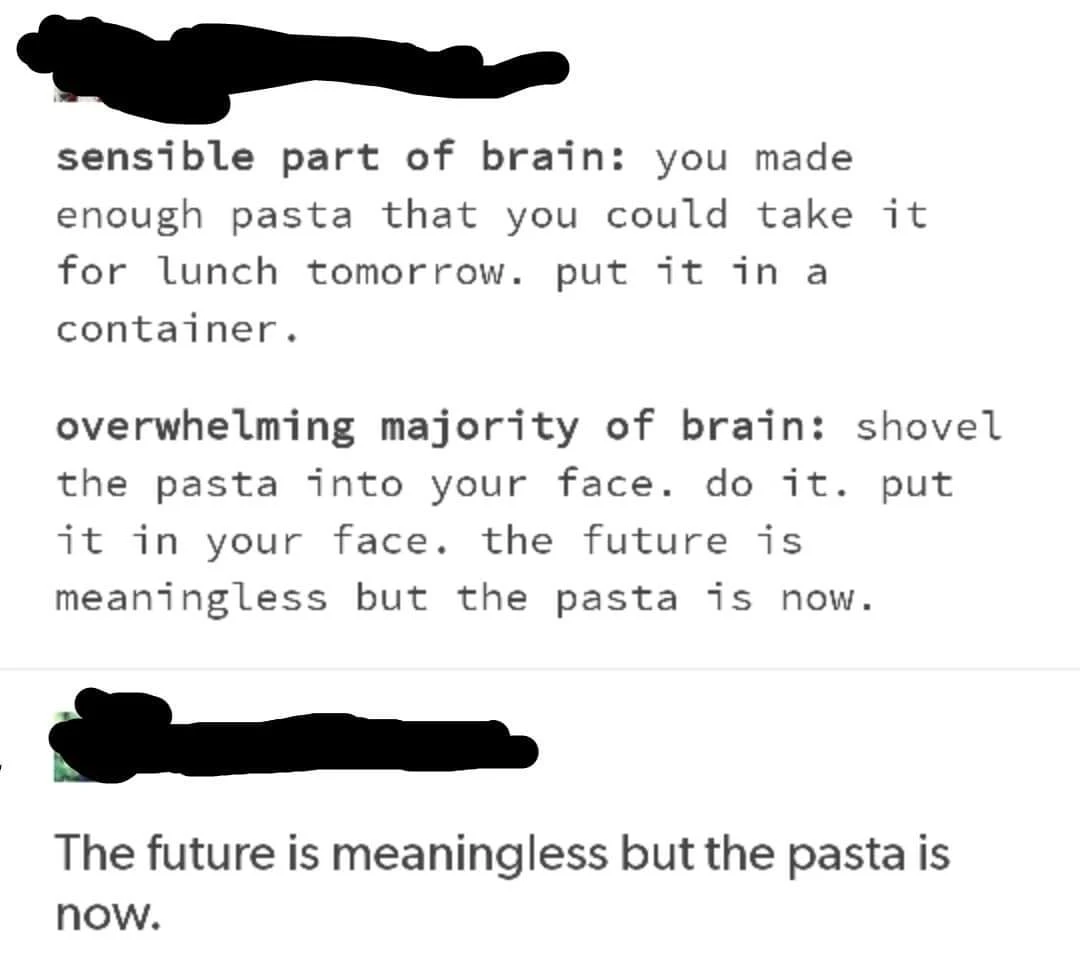 sensible part of brain: you made
enough pasta that you could take it
for lunch tomorrow. put it in a
container.
overwhelming majority of brain: shovel
the pasta into your face. do it. put
it in your face. the future is
meaningless but the pasta is now.
The future is meaningless but the pasta is
now.